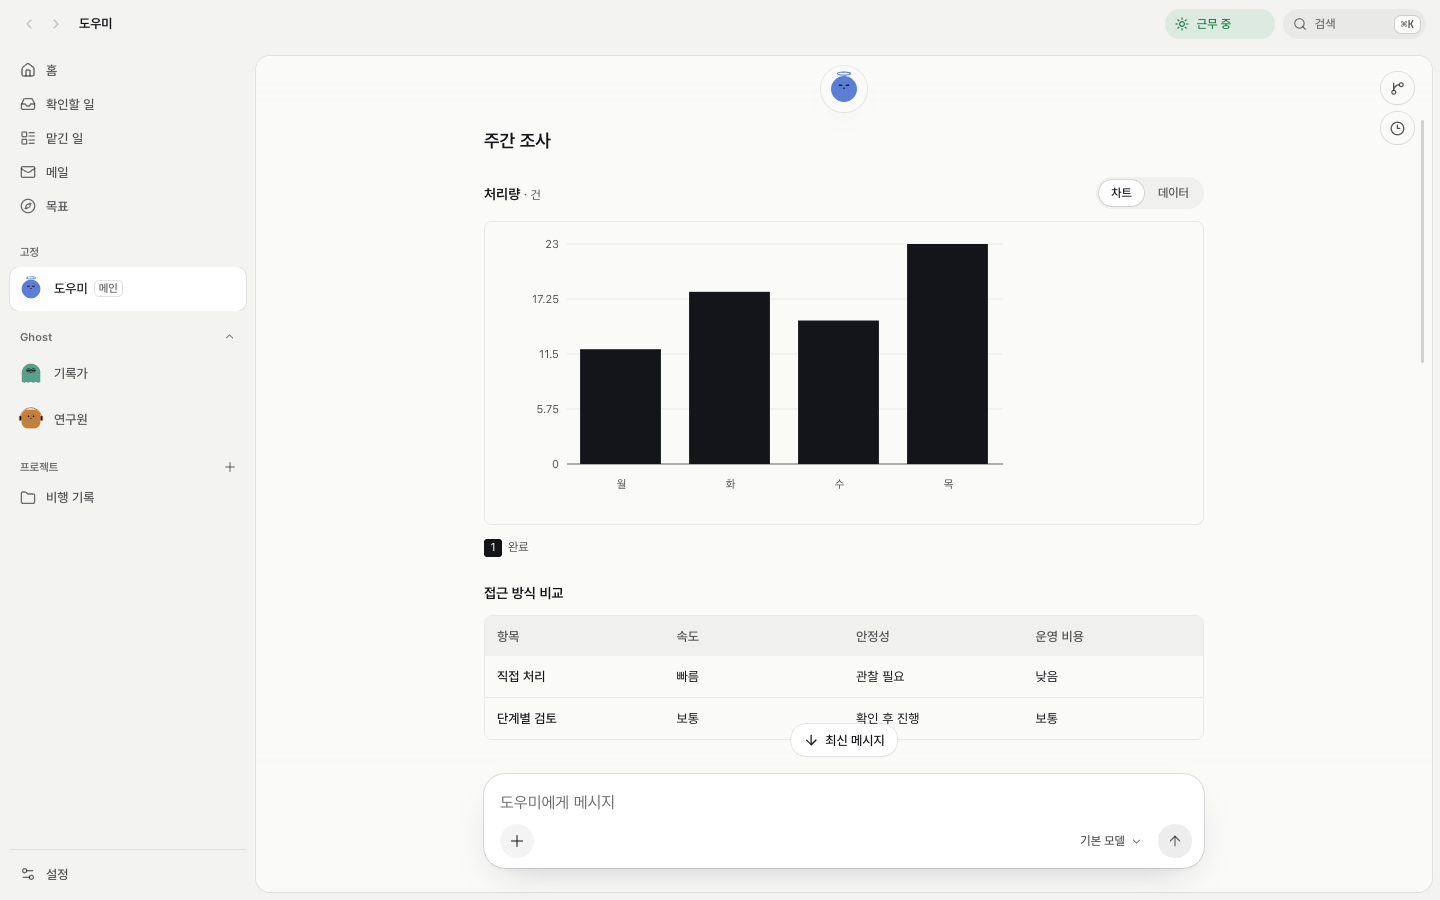 도우미
근무 중
검색
⌘K
홈
확인할 일
맡긴 일
메일
목표
고정
도우미 메인
Ghost
기록가
연구원
프로젝트
비행 기록
설정
주간 조사
처리량 · 건
차트 데이터
23
17.25
11.5
5.75
0
월 화 수 목
1 완료
접근 방식 비교
항목 속도 안정성 운영 비용
직접 처리 빠름 관찰 필요 낮음
단계별 검토 보통 확인 후 진행 보통
최신 메시지
도우미에게 메시지
기본 모델